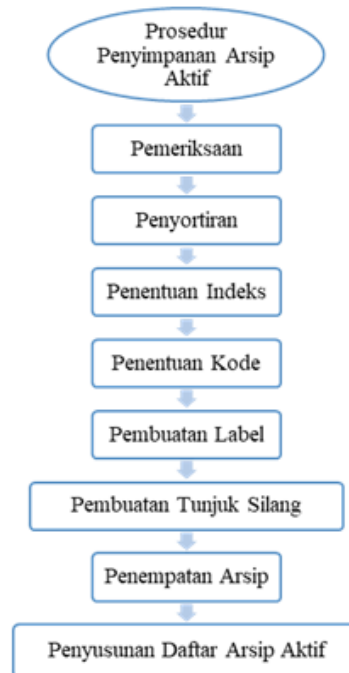 Prosedur
Penyimpanan Arsip
Aktif
Pemeriksaan
Penyortiran
Penentuan Indeks
Penentuan Kode
Pembuatan Label
Pembuatan Tunjuk Silang
Penempatan Arsip
Penyusunan Daftar Arsip Aktif